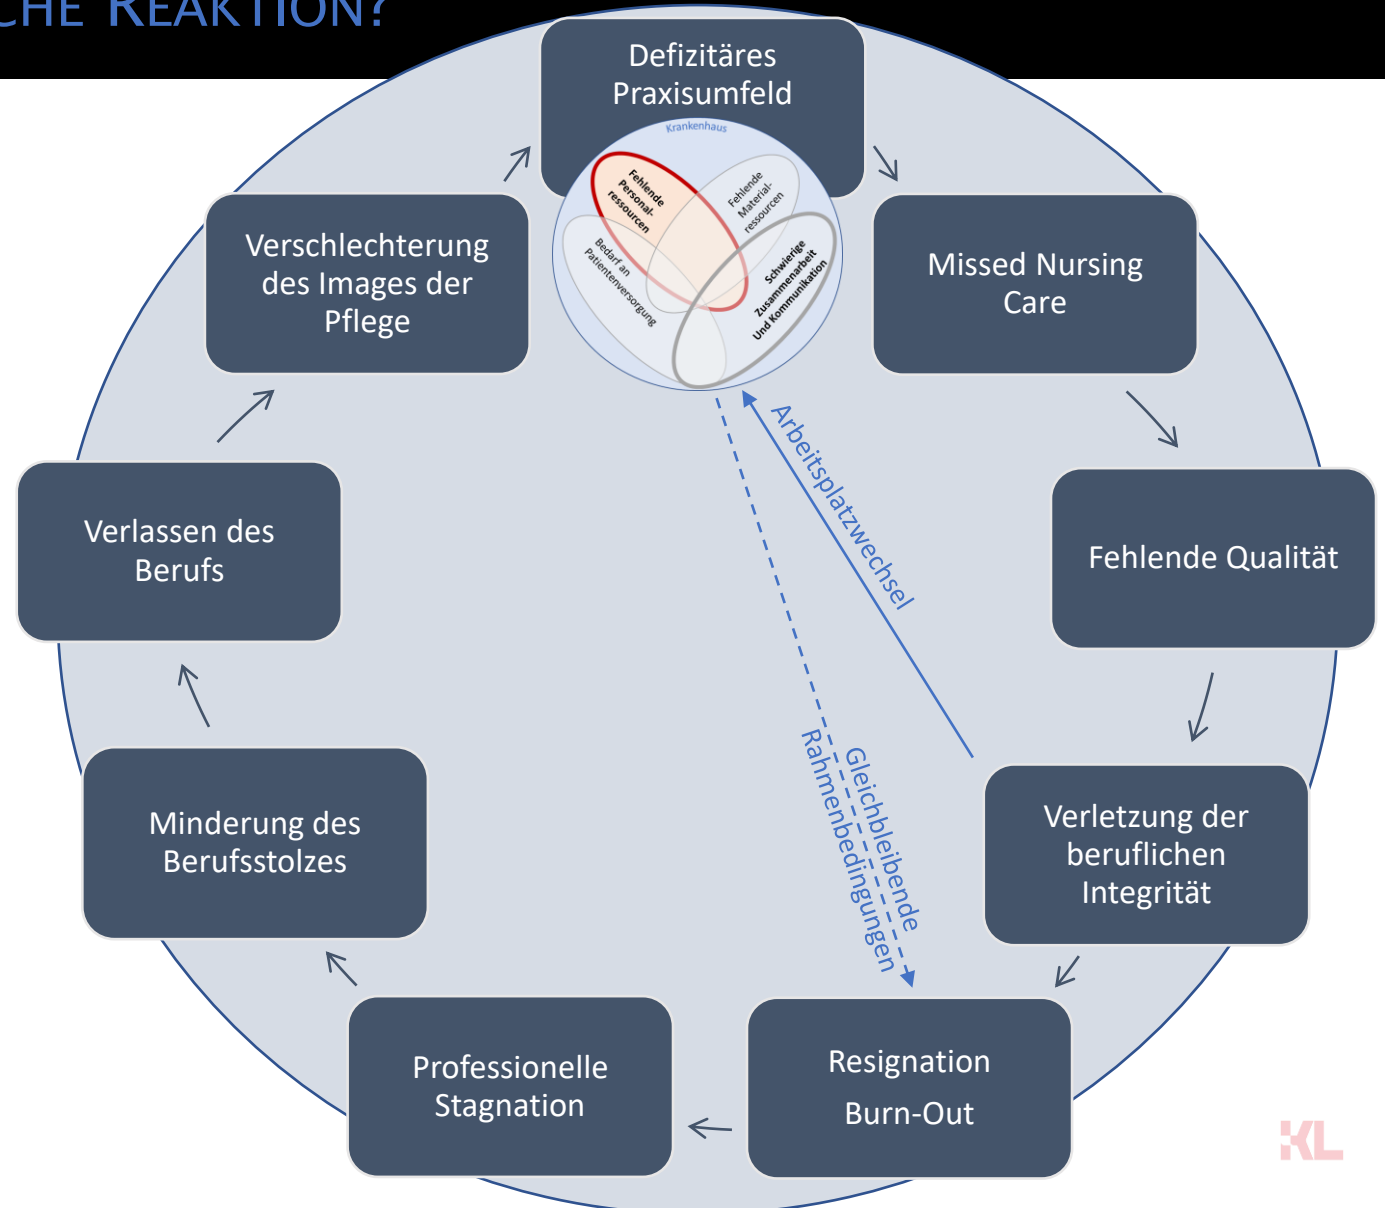 CHE REAKTION?
Defizitäres
Praxisumfeld
Krankenhaus
Fehlende
Personal-
ressourcen
Fehlende
Material-
ressourcen
Bedarf an
Patientenversorgung
Schwierige
Zusammenarbeit
Und Kommunikation
Missed Nursing
Care
Fehlende Qualität
Verletzung der
beruflichen
Integrität
Resignation
Burn-Out
Professionelle
Stagnation
Minderung des
Berufsstolzes
Verlassen des
Berufs
Verschlechterung
des Images der
Pflege
Arbeitsplatzwechsel
Gleichbleibende
Rahmenbedingungen
KL